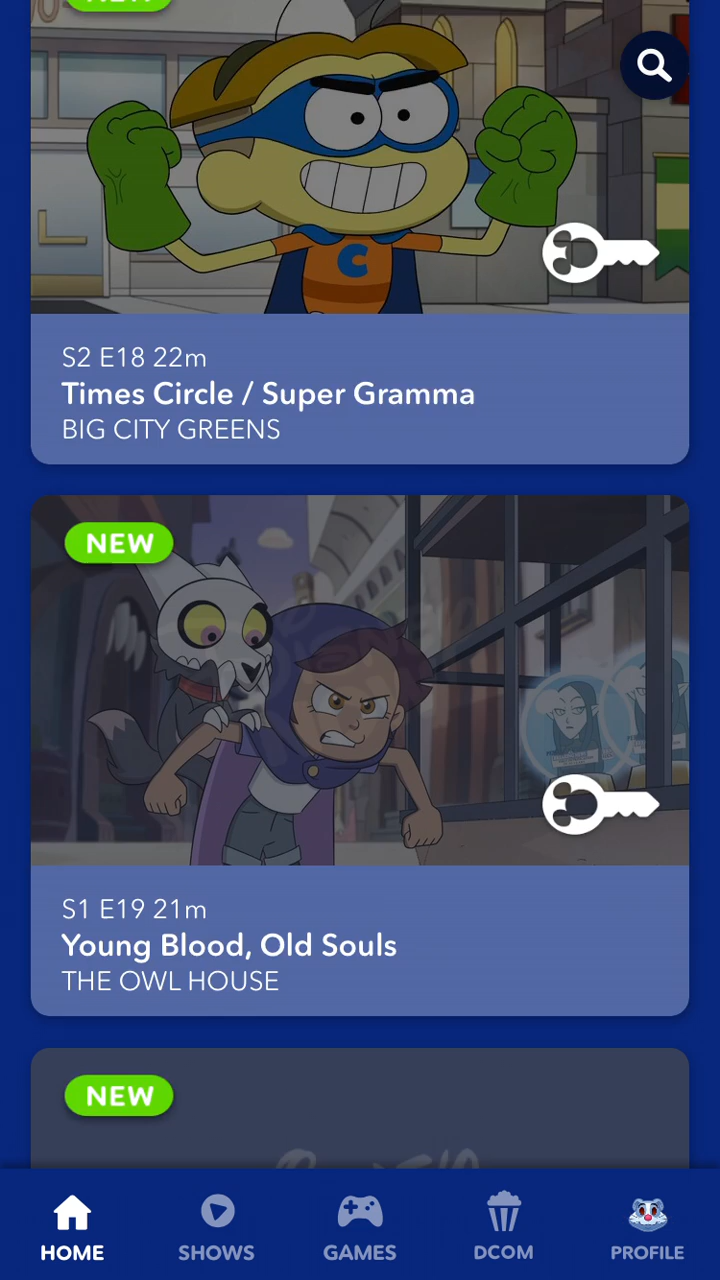 NEW
C
S2 E18 22m
Times Circle / Super Gramma
BIG CITY GREENS
NEW
S1 E19 21m
Young Blood, Old Souls
THE OWL HOUSE
NEW
HOME
SHOWS
GAMES
DCOM
PROFILE